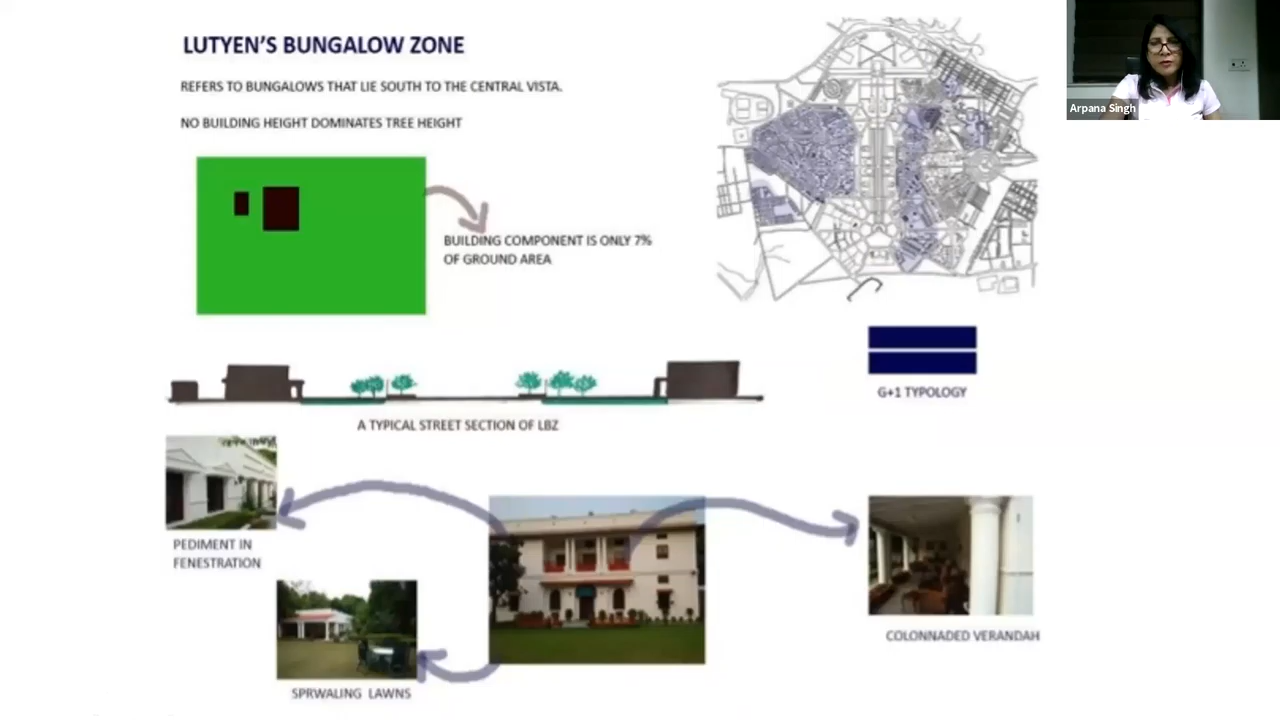 LUTYEN'S BUNGALOW ZONE
REFERS TO BUNGALOWS THAT LIE SOUTH TO THE CENTRAL VISTA.
NO BUILDING HEIGHT DOMINATES TREE HEIGHT
BUILDING COMPONENT IS ONLY 7%
OF GROUND AREA
Arpana Singh
G+1 TYPOLOGY
A TYPICAL STREET SECTION OF LBZ
PEDIMENT IN
FENESTRATION
SPRWALING LAWNS
COLONNADED VERANDAH